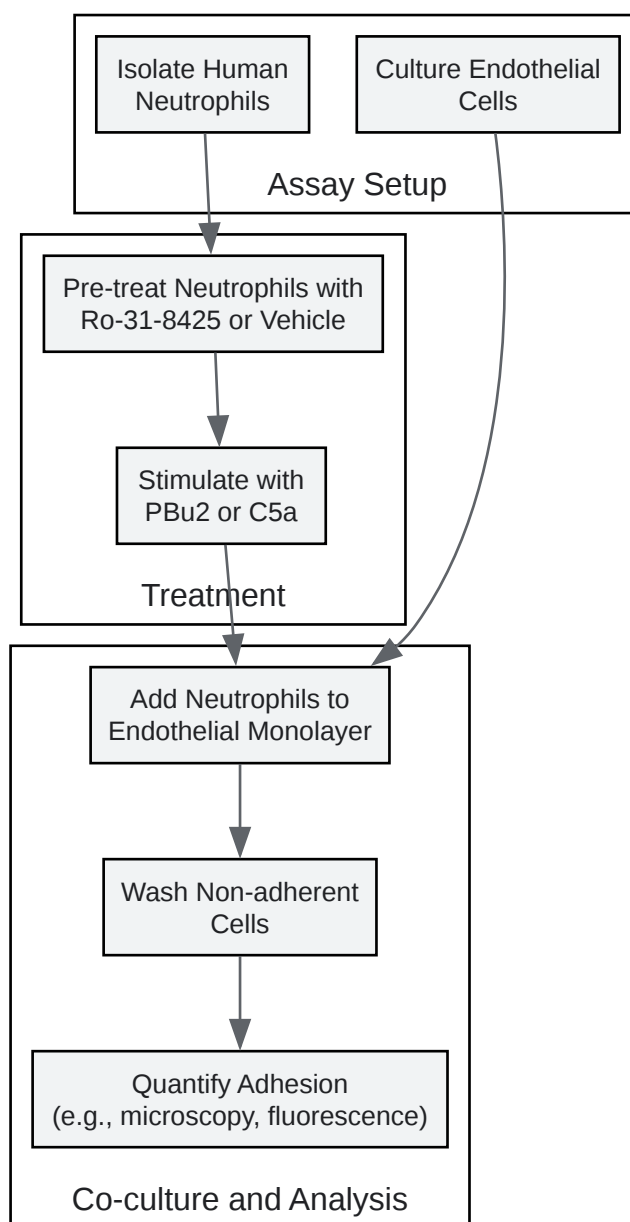 Isolate Human
Neutrophils
Culture Endothelial
Cells
Assay Setup
Pre-treat Neutrophils with
Ro-31-8425 or Vehicle
Stimulate with
PBu2 or C5a
Treatment
Add Neutrophils to
Endothelial Monolayer
Wash Non-adherent
Cells
Quantify Adhesion
(e.g., microscopy, fluorescence)
Co-culture and Analysis